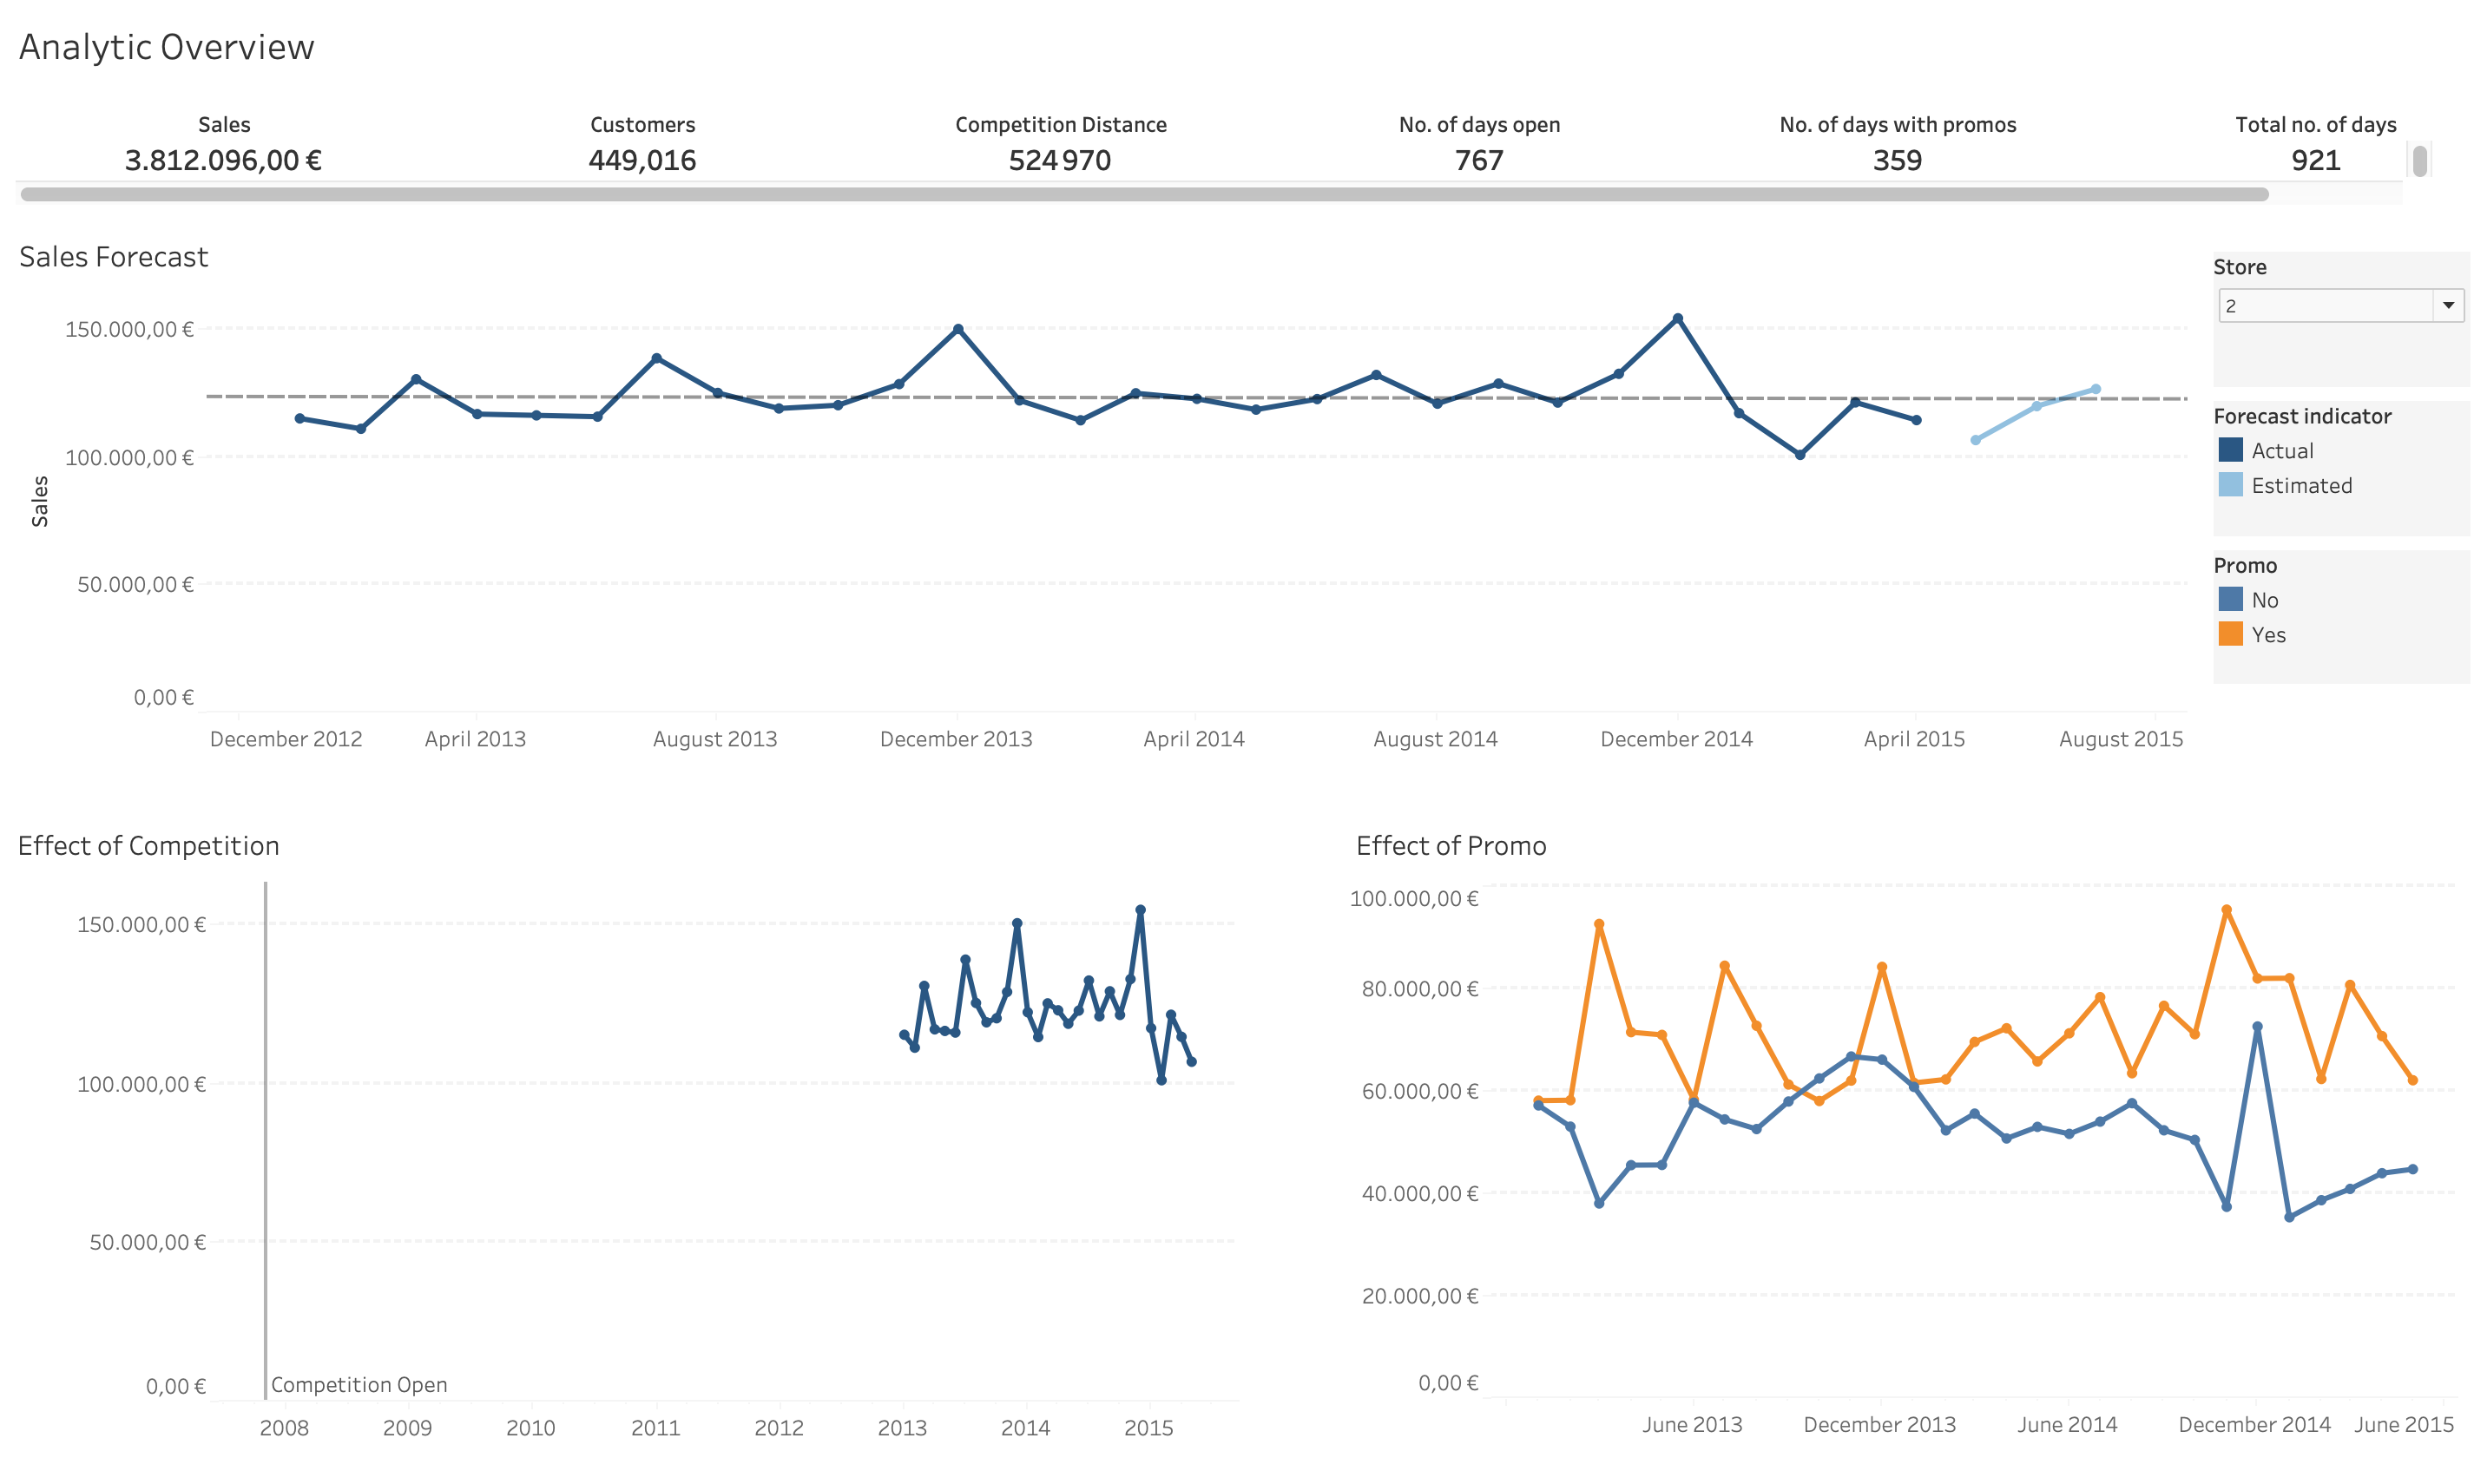 Analytic Overview
Sales Customers Competition Distance No. of days open No. of days with promos Total no. of days
3.812.096,00 € 449,016 524 970 767 359 921
Sales Forecast
150.000,00 €
100.000,00 €
50.000,00 €
0,00 €
Sales
December 2012 April 2013 August 2013 December 2013 April 2014 August 2014 December 2014 April 2015 August 2015
Store
2
Forecast indicator
Actual
Estimated
Promo
No
Yes
Effect of Competition
150.000,00 €
100.000,00 €
50.000,00 €
0,00 €
Competition Open
2008 2009 2010 2011 2012 2013 2014 2015
Effect of Promo
100.000,00 €
80.000,00 €
60.000,00 €
40.000,00 €
20.000,00 €
0,00 €
June 2013 December 2013 June 2014 December 2014 June 2015